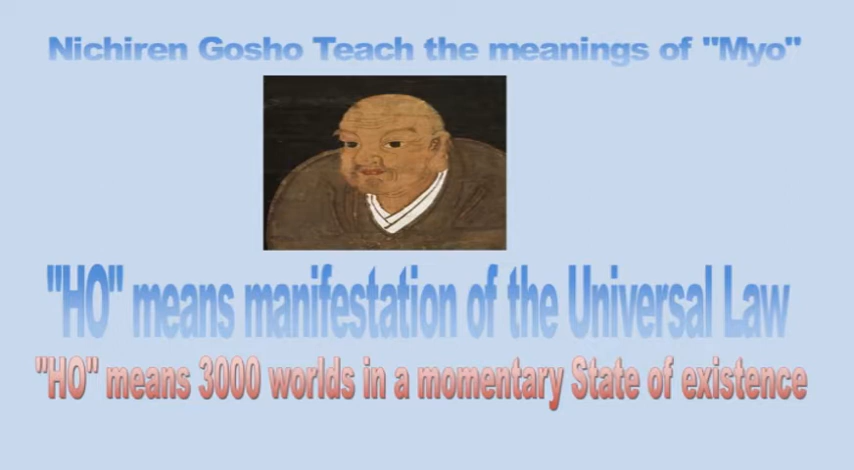 Nichiren Gosho Teach the meanings of "Myo"
"HO" means manifestation of the Universal Law
"HO" means 3000 worlds in a momentary State of existence